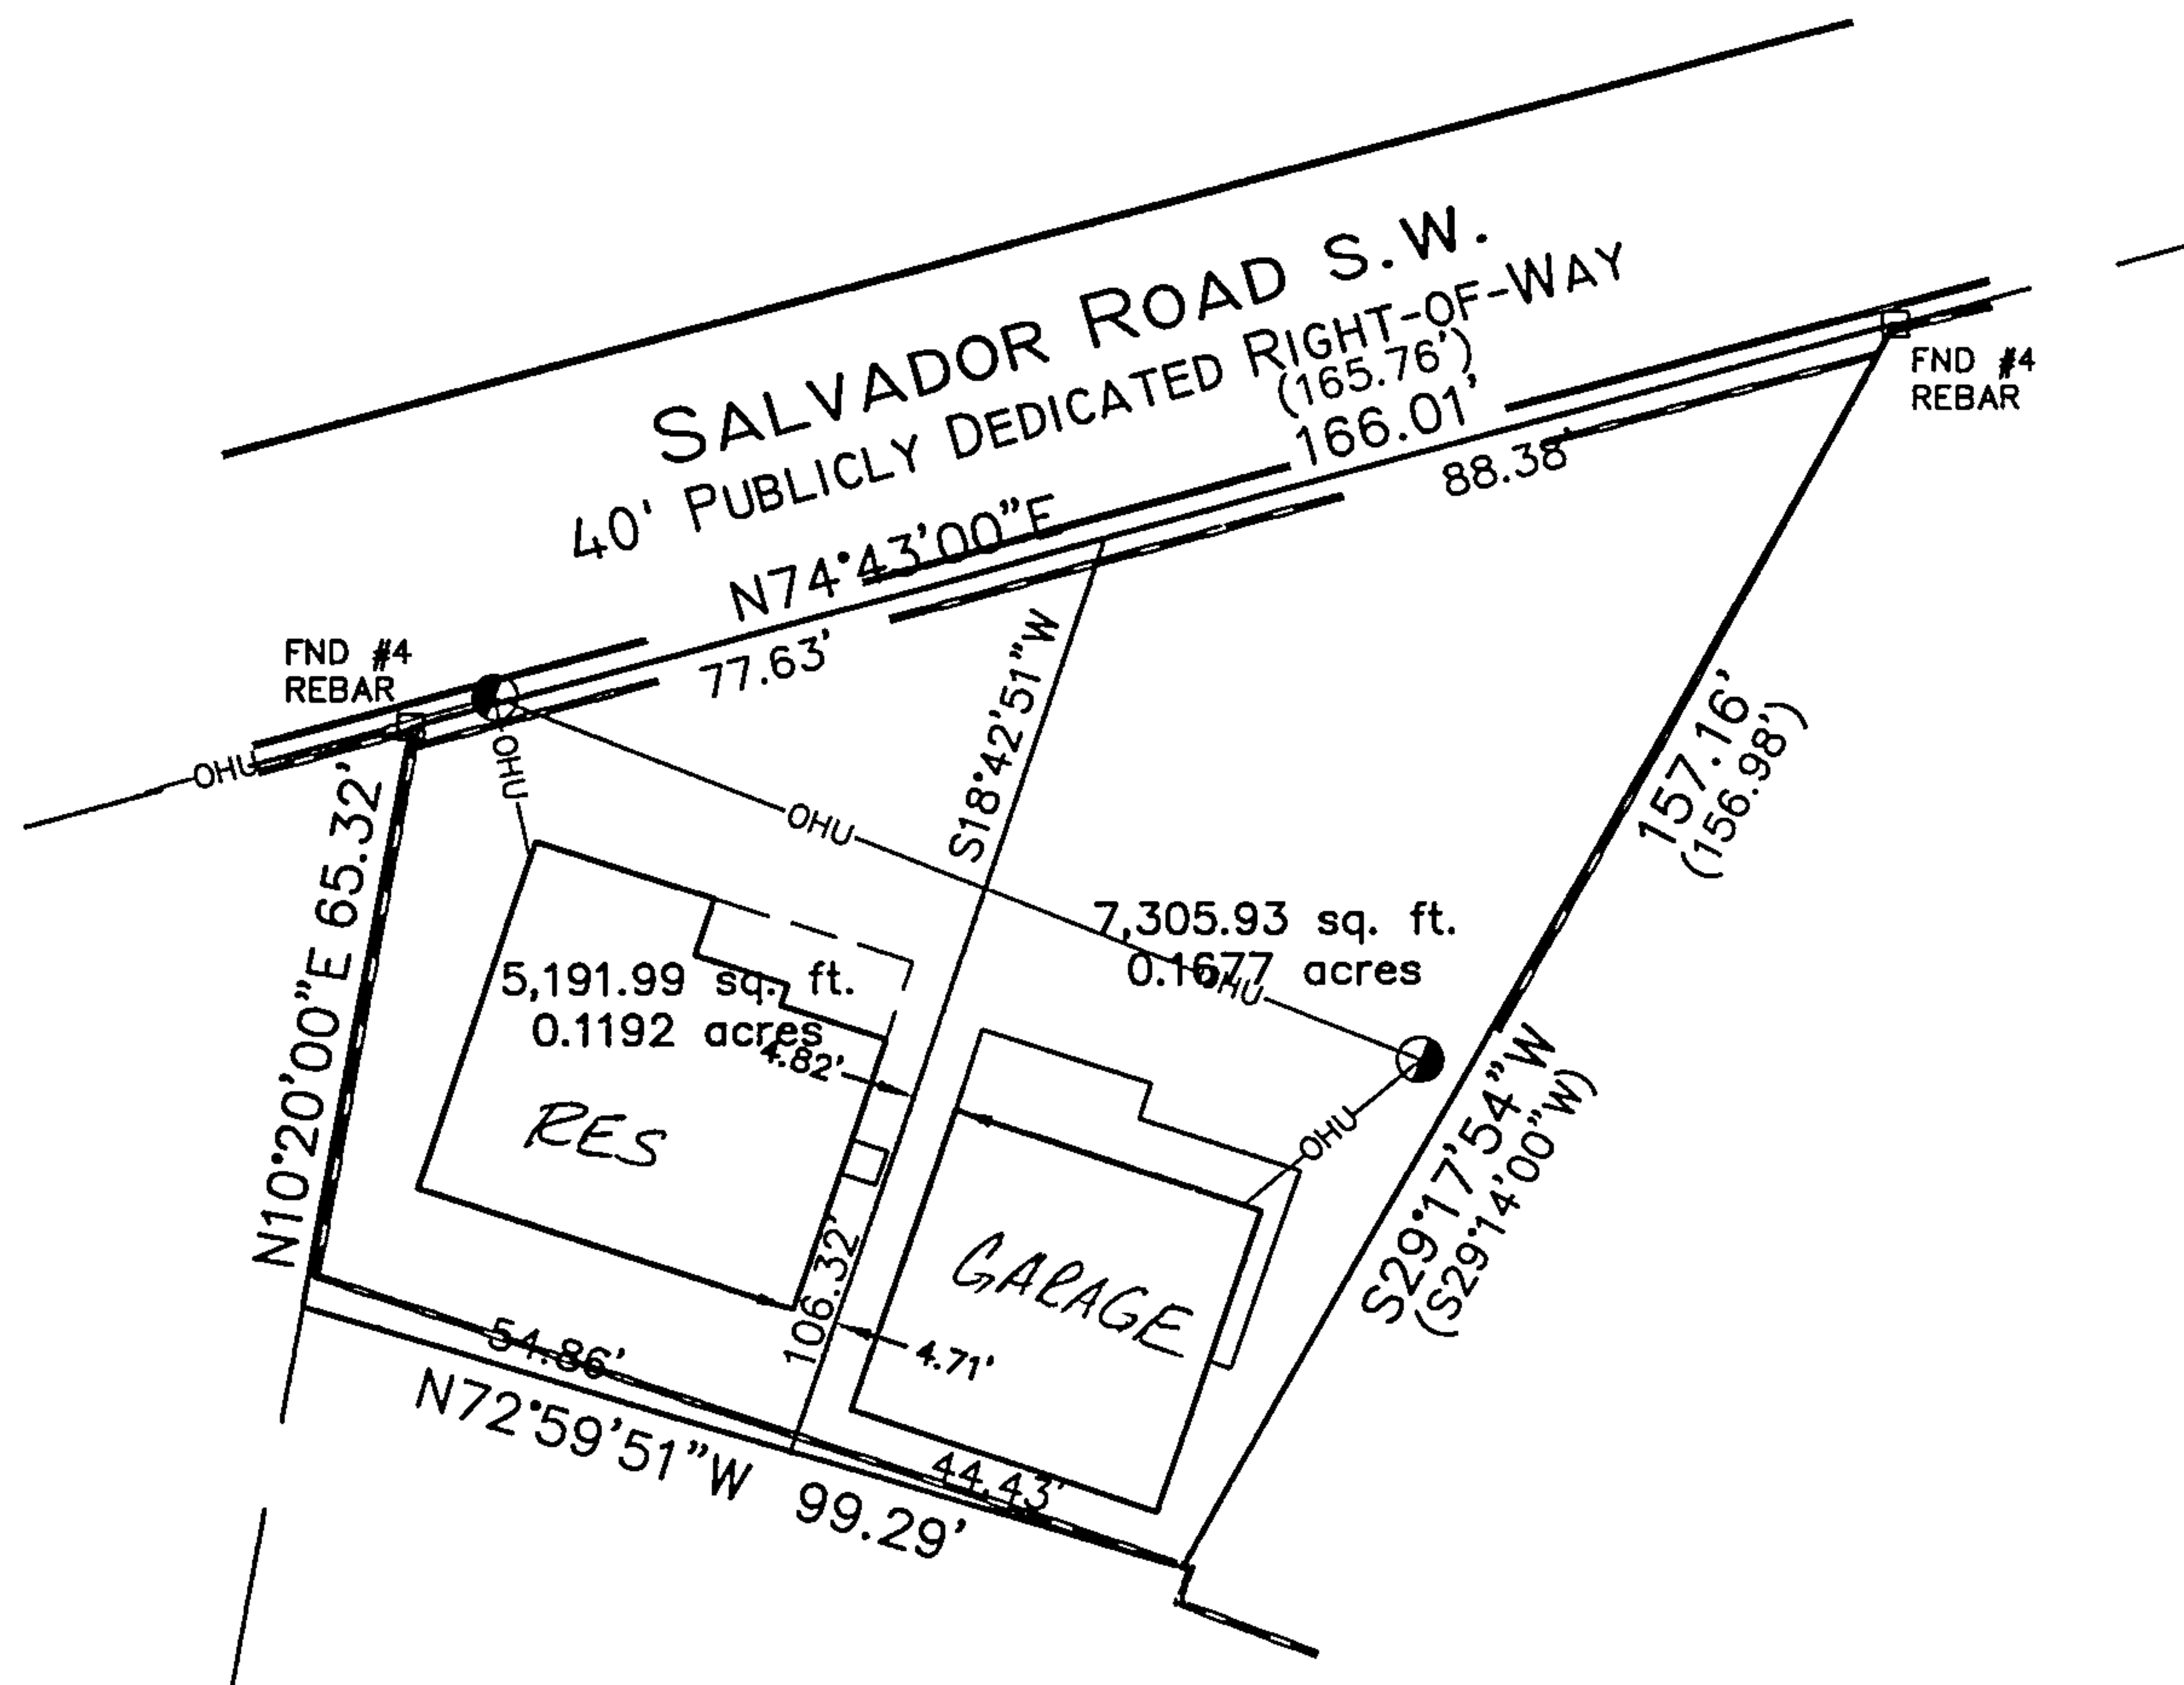 SALVADOR ROAD S.W.
40' PUBLICLY DEDICATED RIGHT-OF-WAY
(165.76')
166.01'
N74°43'00"E
88.38'
77.63'
FND #4
REBAR
FND #4
REBAR
OHU
OHU
OHU
OHU
OHU
N10°20'00"E 65.32'
S18°42'51"W
106.32'
157.16'
(156.98')
S29°17'54"W
(S29°14'00"W)
7,305.93 sq. ft.
0.1677 acres
5,191.99 sq. ft.
0.1192 acres
4.82'
RES
GARAGE
4.71'
54.86'
44.43'
N72°59'51"W 99.29'